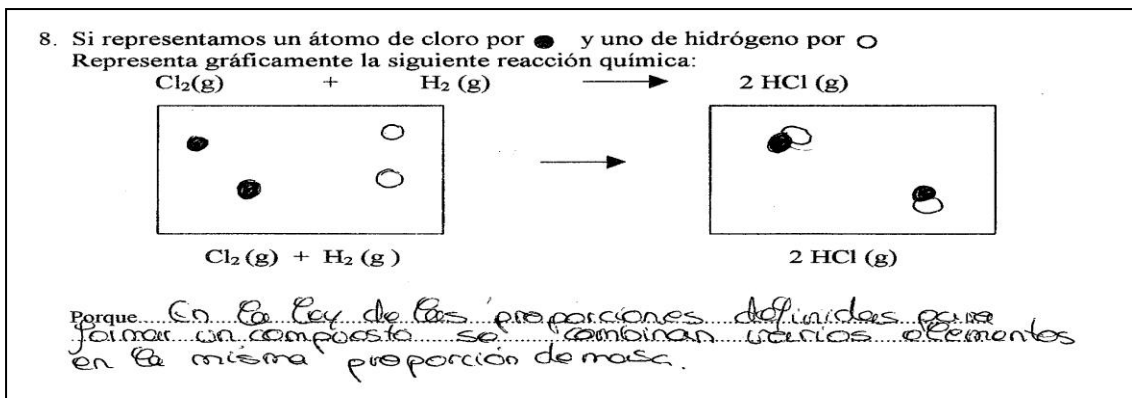 8. Si representamos un átomo de cloro por ● y uno de hidrógeno por ○
Representa gráficamente la siguiente reacción química:
Cl₂(g) + H₂ (g) → 2 HCl (g)
→
Cl₂ (g) + H₂ (g ) 2 HCl (g)
Porque En la ley de las proporciones definidas para
formar un compuesto se combinan varios elementos
en la misma proporción de masa.